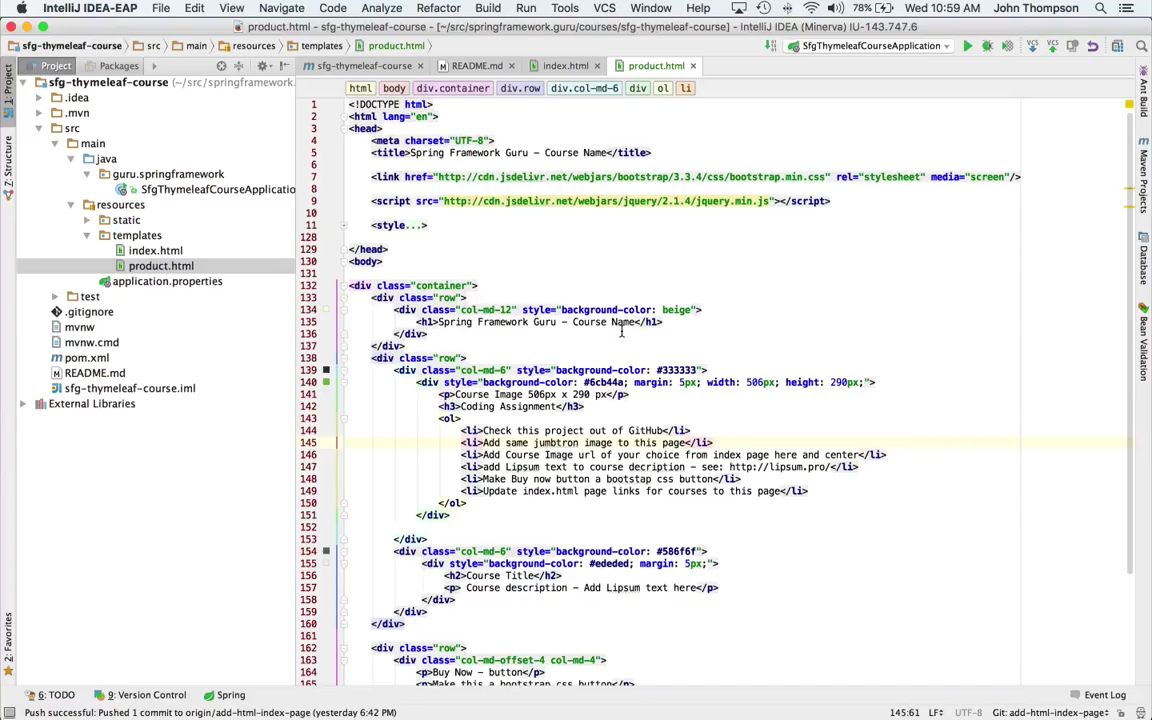 IntelliJ IDEA-EAP File Edit View Navigate Code Analyze Refactor Build Run Tools VCS Window Help 78% Wed 10:59 AM John Thompson
product.html - [~/src/springframework.guru/courses/sfg-thymeleaf-course] - IntelliJ IDEA (Minerva) IU-143.747.6
sfg-thymeleaf-course src main resources templates product.html SfgThymeleafCourseApplication
Project Packages sfg-thymeleaf-course README.md index.html product.html
sfg-thymeleaf-course (~/src/springframework.
.idea
.mvn
src
main
java
guru.springframework
SfgThymeleafCourseApplicatio
resources
static
templates
index.html
product.html
application.properties
test
.gitignore
mvnw
mvnw.cmd
pom.xml
README.md
sfg-thymeleaf-course.iml
External Libraries
1: Project
7: Structure
2: Favorites
html body div.container div.row div.col-md-6 div ol li
1 <!DOCTYPE html>
2 <html lang="en">
3 <head>
4 <meta charset="UTF-8">
5 <title>Spring Framework Guru - Course Name</title>
6
7 <link href="http://cdn.jsdelivr.net/webjars/bootstrap/3.3.4/css/bootstrap.min.css" rel="stylesheet" media="screen"/>
8
9 <script src="http://cdn.jsdelivr.net/webjars/jquery/2.1.4/jquery.min.js"></script>
10
11 <style...>
128
129 </head>
130 <body>
131
132 <div class="container">
133 <div class="row">
134 <div class="col-md-12" style="background-color: beige">
135 <h1>Spring Framework Guru - Course Name</h1>
136 </div>
137 </div>
138 <div class="row">
139 <div class="col-md-6" style="background-color: #333333">
140 <div style="background-color: #6cb44a; margin: 5px; width: 506px; height: 290px;">
141 <p>Course Image 506px x 290 px</p>
142 <h3>Coding Assignment</h3>
143 <ol>
144 <li>Check this project out of GitHub</li>
145 <li>Add same jumbtron image to this page</li>
146 <li>Add Course Image url of your choice from index page here and center</li>
147 <li>add Lipsum text to course decription - see: http://lipsum.pro/</li>
148 <li>Make Buy now button a bootstap css button</li>
149 <li>Update index.html page links for courses to this page</li>
150 </ol>
151 </div>
152
153 </div>
154 <div class="col-md-6" style="background-color: #586f6f">
155 <div style="background-color: #ededed; margin: 5px;">
156 <h2>Course Title</h2>
157 <p> Course description - Add Lipsum text here</p>
158 </div>
159 </div>
160 </div>
161
162 <div class="row">
163 <div class="col-md-offset-4 col-md-4">
164 <p>Buy Now - button</p>
165 <p>Make this a bootstrap css button</p>
Ant Build
Maven Projects
Database
Bean Validation
6: TODO 9: Version Control Spring Event Log
Push successful: Pushed 1 commit to origin/add-html-index-page (yesterday 6:42 PM) 145:61 LF UTF-8 Git: add-html-index-page